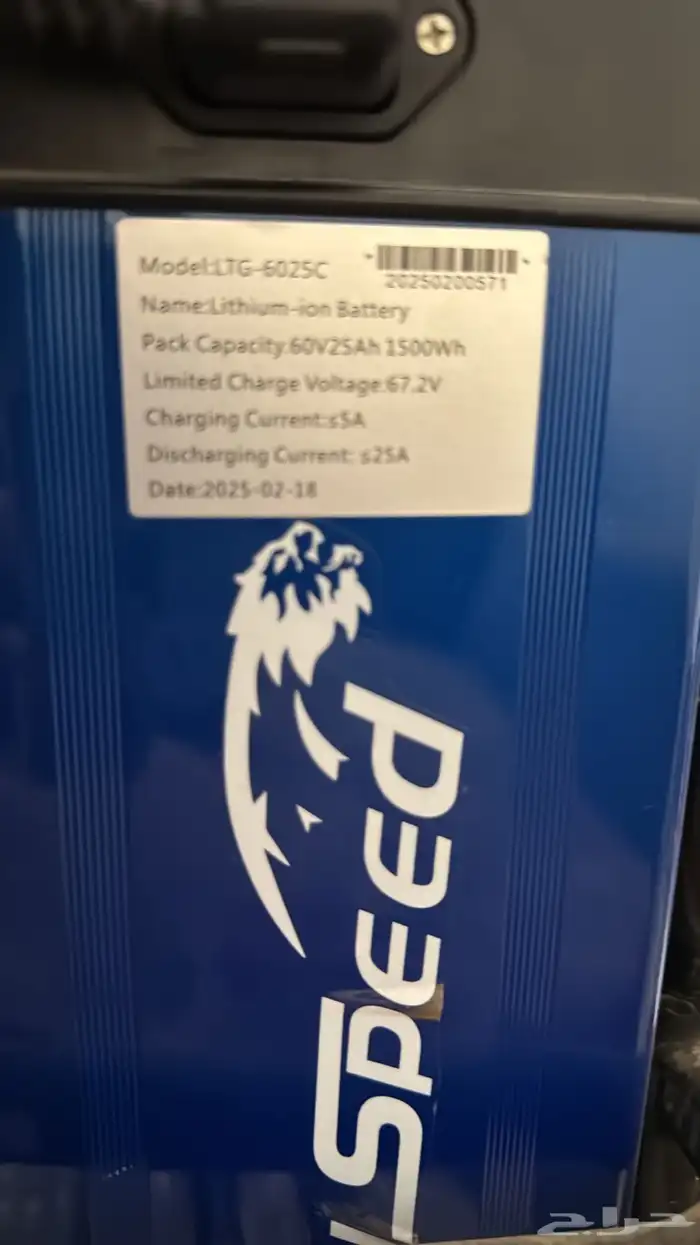 Model:LTG-6025C
20250200571
Name:Lithium-ion Battery
Pack Capacity:60V25Ah 1500Wh
Limited Charge Voltage:67.2V
Charging Current:≤5A
Discharging Current: ≤25A
Date:2025-02-18
SPEED
حراج